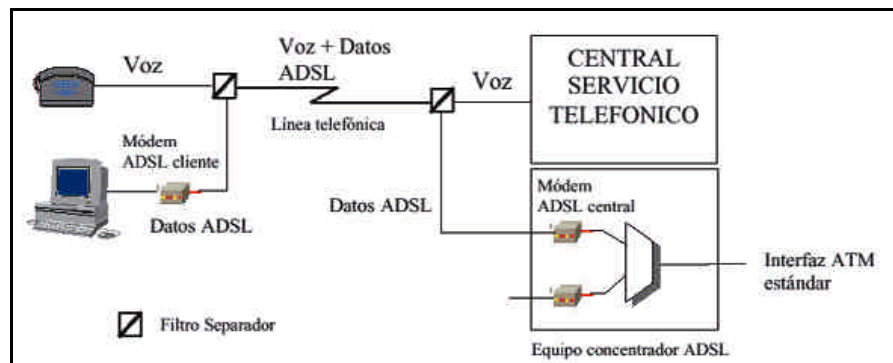 Voz
Voz + Datos
ADSL
Línea telefónica
Voz
CENTRAL
SERVICIO
TELEFONICO
Módem
ADSL cliente
Datos ADSL
Datos ADSL
Módem
ADSL central
Interfaz ATM
estándar
Filtro Separador
Equipo concentrador ADSL